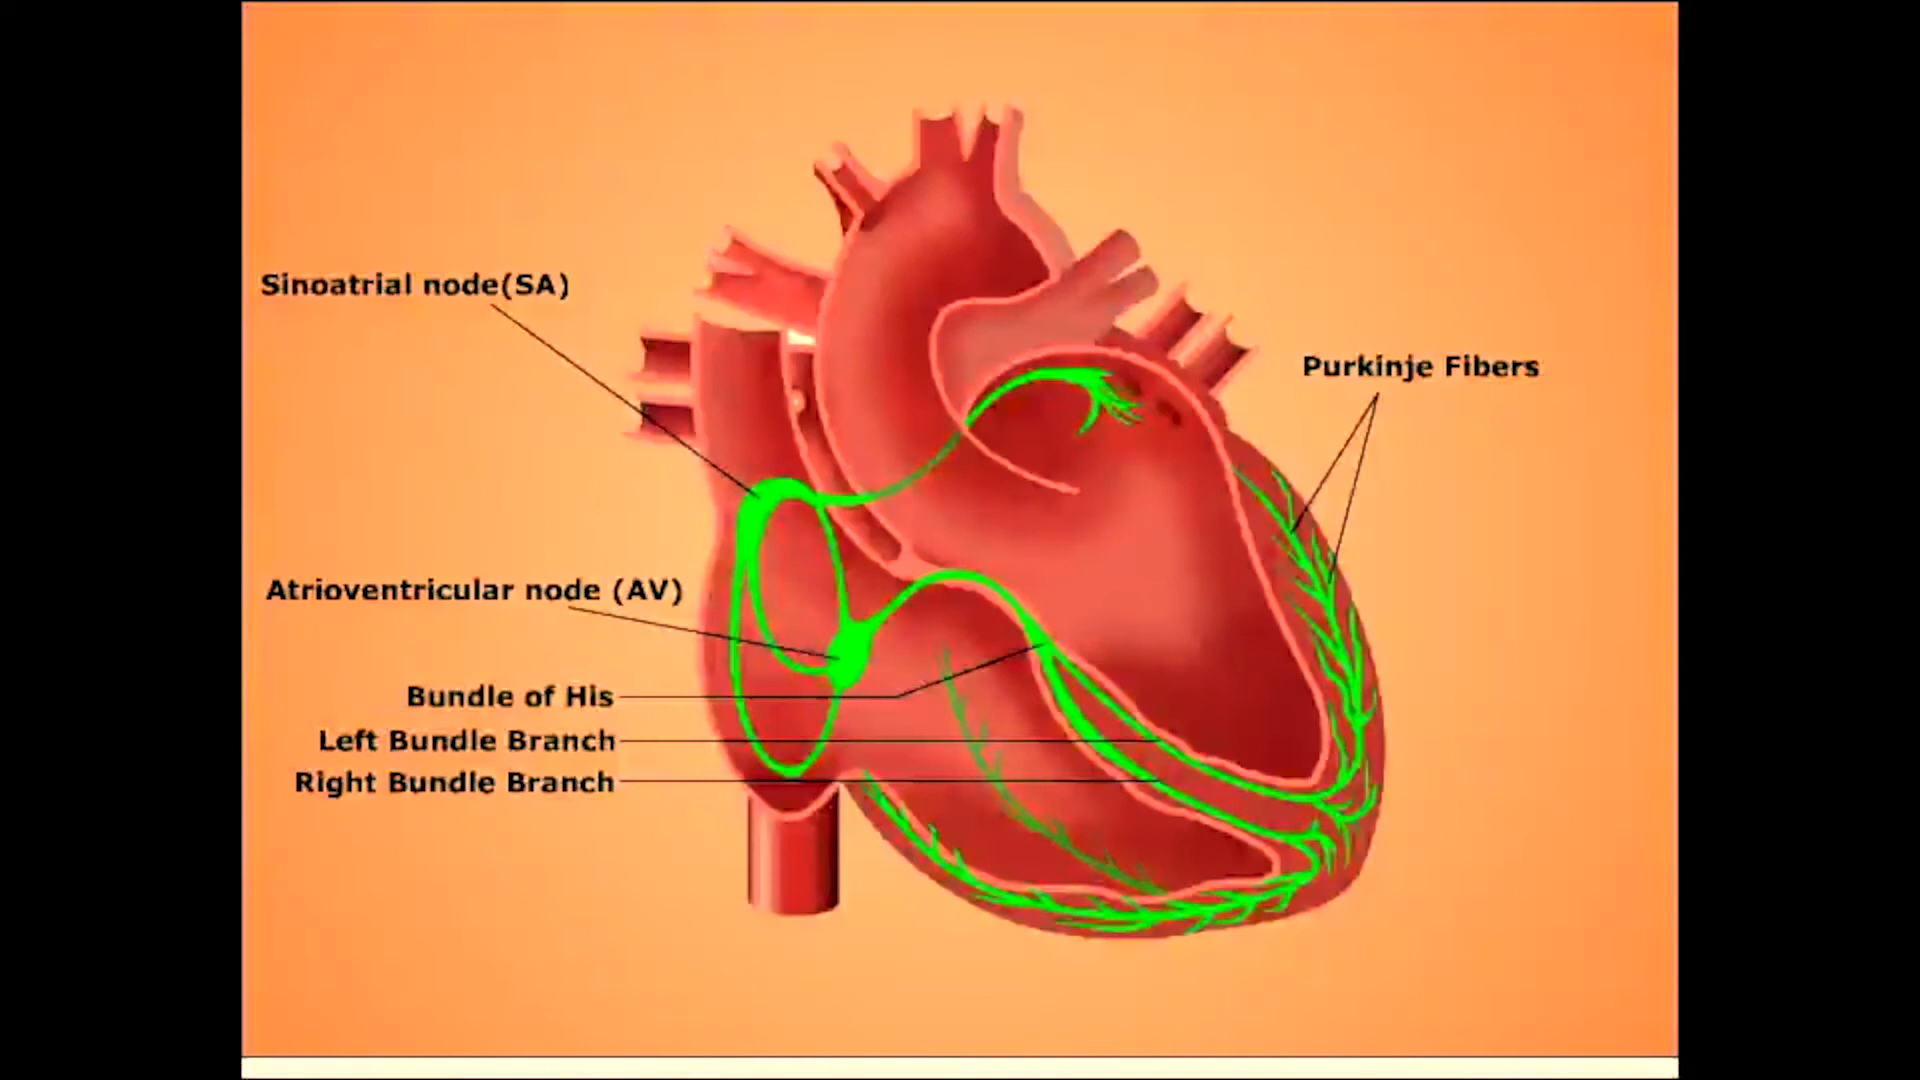 Sinoatrial node(SA)
Purkinje Fibers
Atrioventricular node (AV)
Bundle of His
Left Bundle Branch
Right Bundle Branch